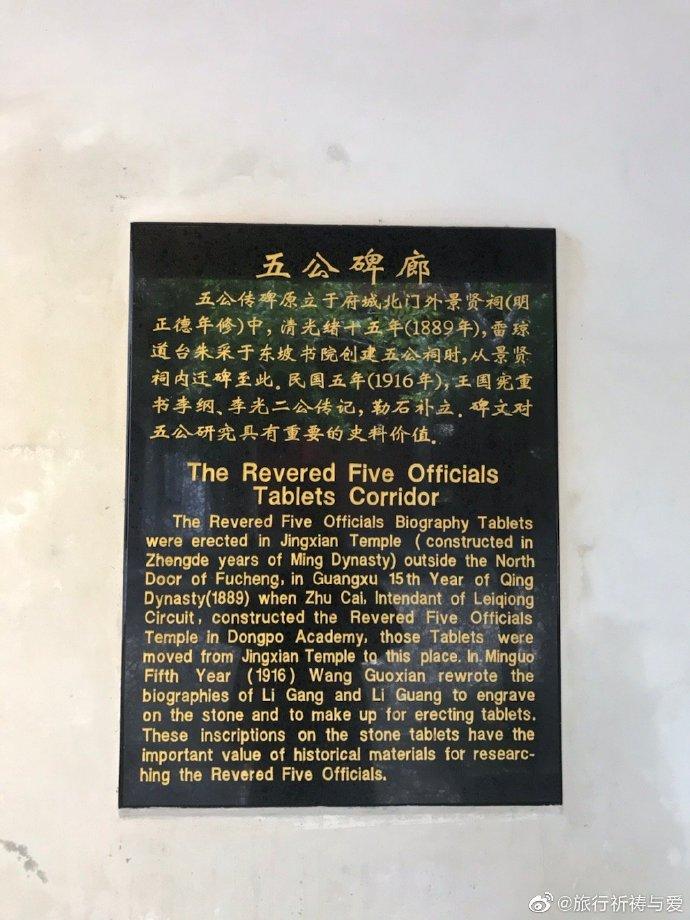 五公碑廊
五公传碑原立于府城北门外景贤祠(明
正德年修)中，清光绪十五年(1889年)，雷琼
道台朱采于东坡书院创建五公祠时，从景贤
祠内迁碑至此。民国五年(1916年)，王国宪重
书李纲、李光二公传记，勒石补立。碑文对
五公研究具有重要的史料价值。
The Revered Five Officials
Tablets Corridor
The Revered Five Officials Biography Tablets
were erected in Jingxian Temple ( constructed in
Zhengde years of Ming Dynasty) outside the North
Door of Fucheng, in Guangxu 15th Year of Qing
Dynasty(1889) when Zhu Cai, Intendant of Leiqiong
Circuit, constructed the Revered Five Officials
Temple in Dongpo Academy, those Tablets were
moved from Jingxian Temple to this place. In Minguo
Fifth Year (1916) Wang Guoxian rewrote the
biographies of Li Gang and Li Guang to engrave
on the stone and to make up for erecting tablets.
These inscriptions on the stone tablets have the
important value of historical materials for researc-
hing the Revered Five Officials.
@旅行祈祷与爱